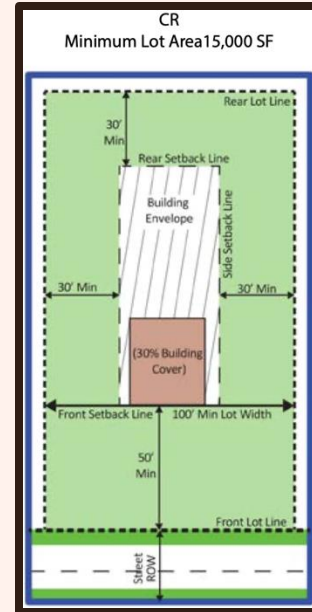 CR
Minimum Lot Area15,000 SF
Rear Lot Line
30'
Min
Rear Setback Line
Building
Envelope
Side Setback Line
30' Min
30' Min
(30% Building
Cover)
Front Setback Line
100' Min Lot Width
50'
Min
Front Lot Line
Street
ROW